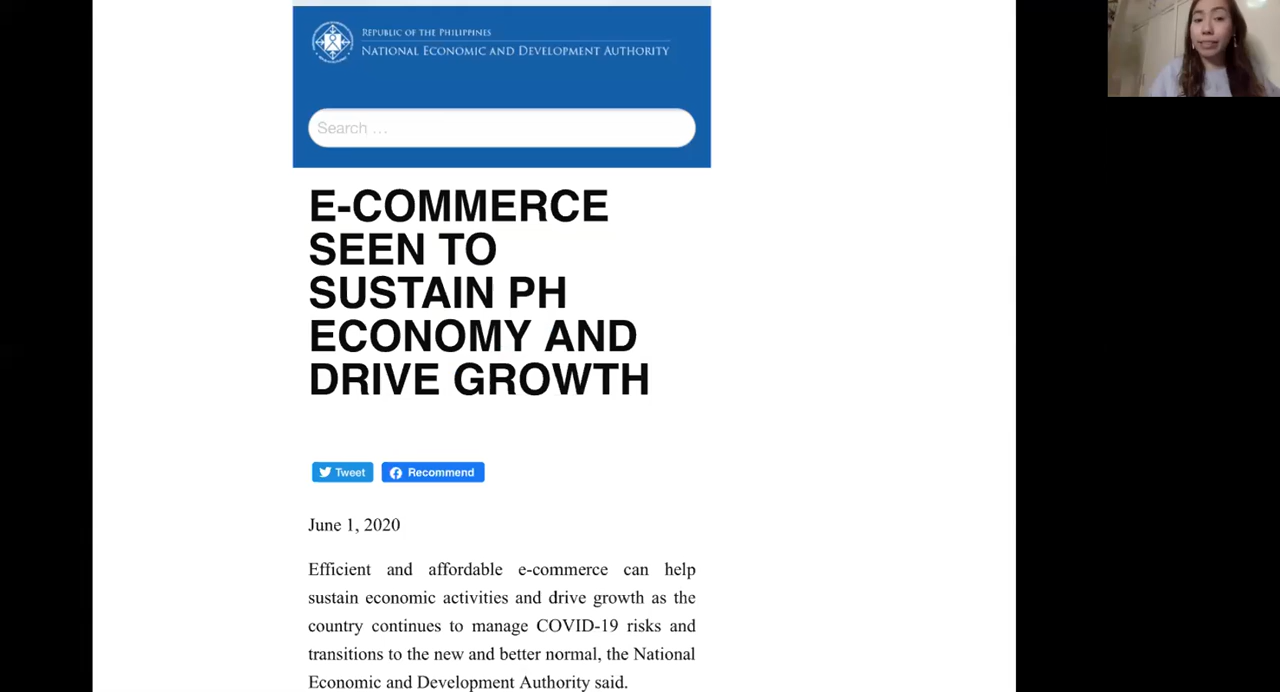 REPUBLIC OF THE PHILIPPINES
NATIONAL ECONOMIC AND DEVELOPMENT AUTHORITY
Search ...
E-COMMERCE
SEEN TO
SUSTAIN PH
ECONOMY AND
DRIVE GROWTH
Tweet
Recommend
June 1, 2020
Efficient and affordable e-commerce can help
sustain economic activities and drive growth as the
country continues to manage COVID-19 risks and
transitions to the new and better normal, the National
Economic and Development Authority said.